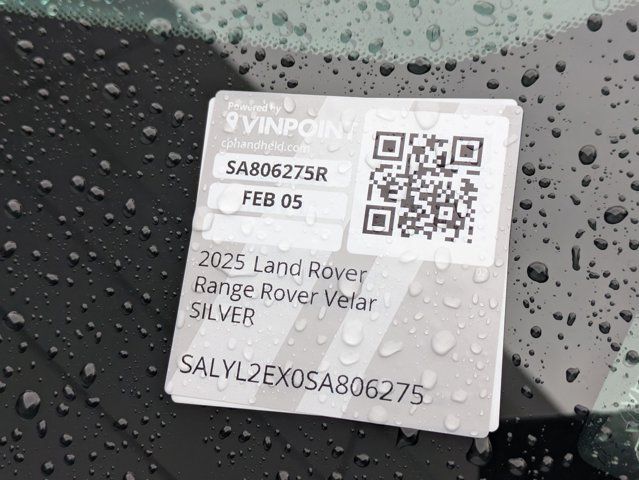 Powered by
VINPOINT
cphandheld.com
SA806275R
FEB 05
2025 Land Rover
Range Rover Velar
SILVER
SALYL2EX0SA806275